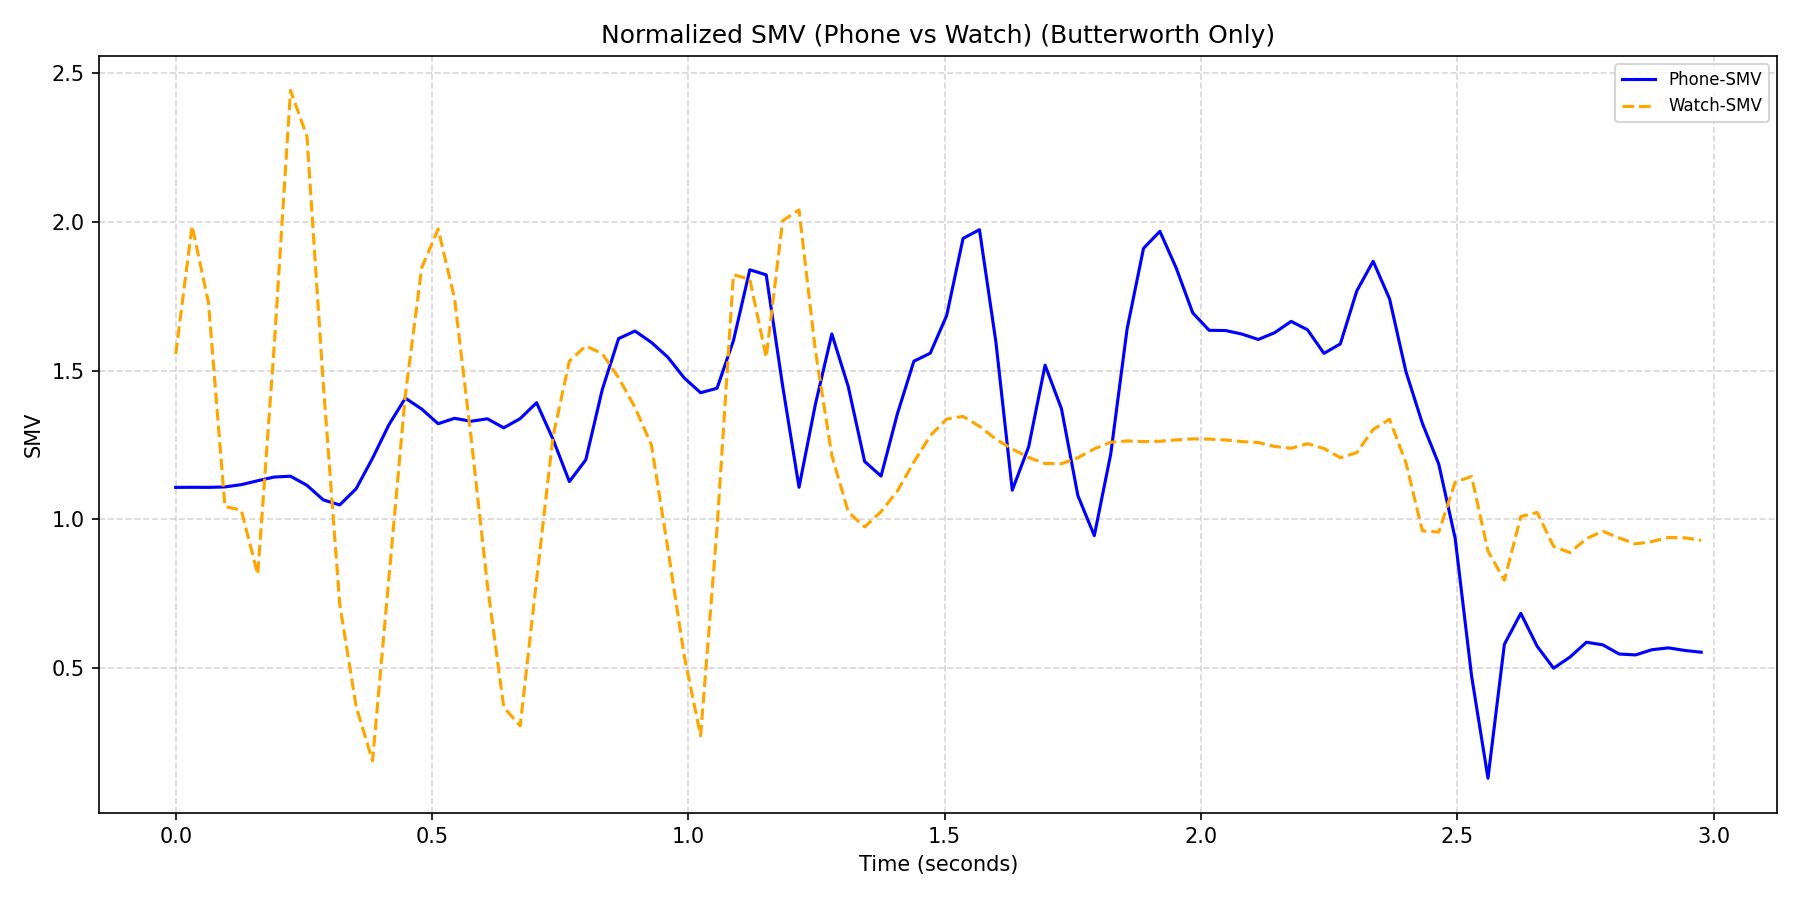 Normalized SMV (Phone vs Watch) (Butterworth Only)
Phone-SMV
Watch-SMV
2.5
2.0
1.5
1.0
0.5
SMV
0.0 0.5 1.0 1.5 2.0 2.5 3.0
Time (seconds)